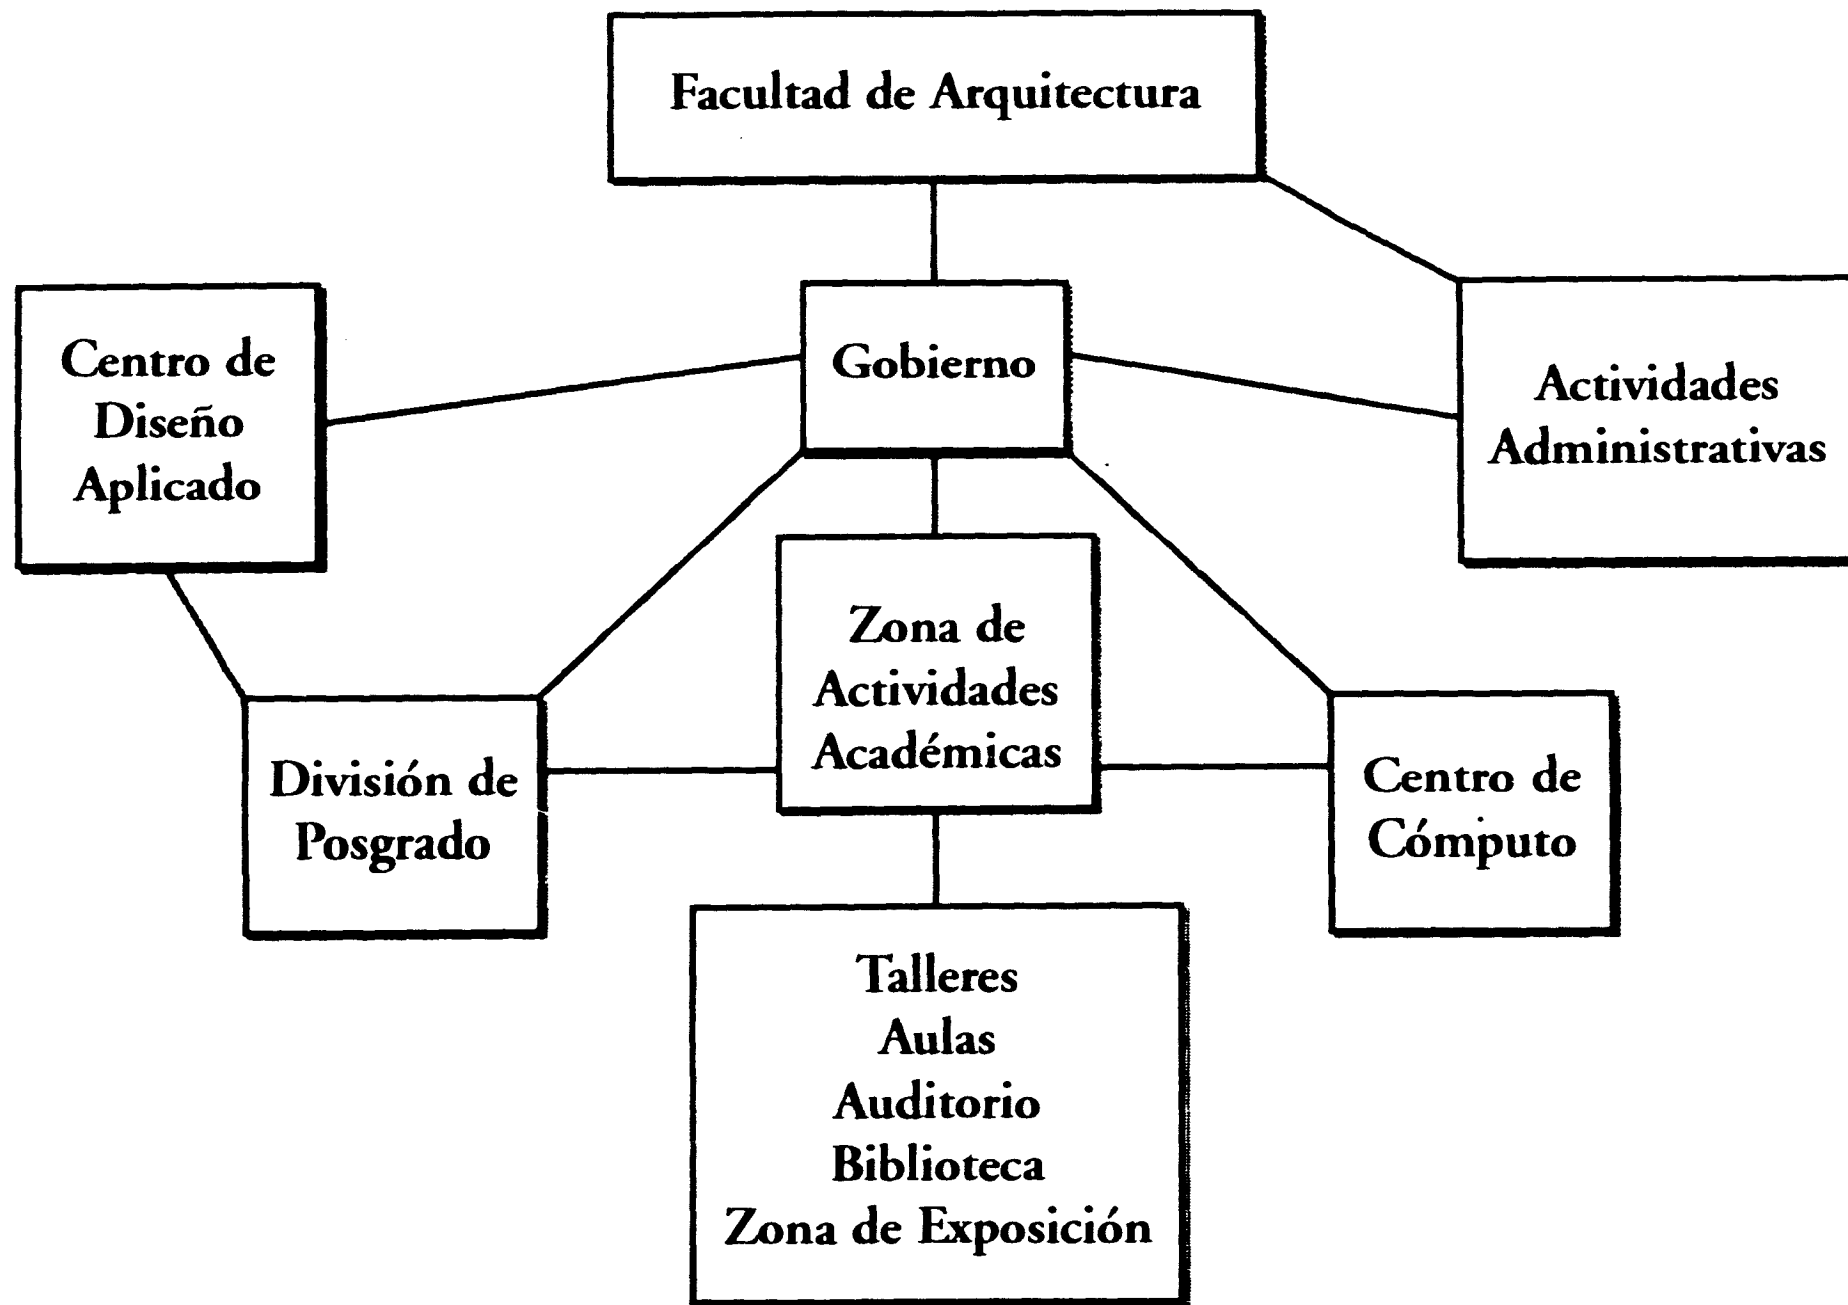 Facultad de Arquitectura
Centro de
Diseño
Aplicado
Gobierno
Actividades
Administrativas
Zona de
Actividades
Académicas
División de
Posgrado
Centro de
Cómputo
Talleres
Aulas
Auditorio
Biblioteca
Zona de Exposición